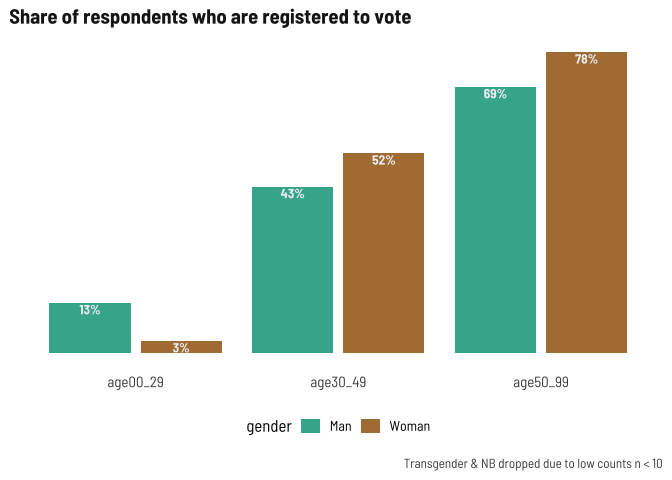 Share of respondents who are registered to vote
78%
69%
52%
43%
13%
3%
age00_29 age30_49 age50_99
gender Man Woman
Transgender & NB dropped due to low counts n < 10